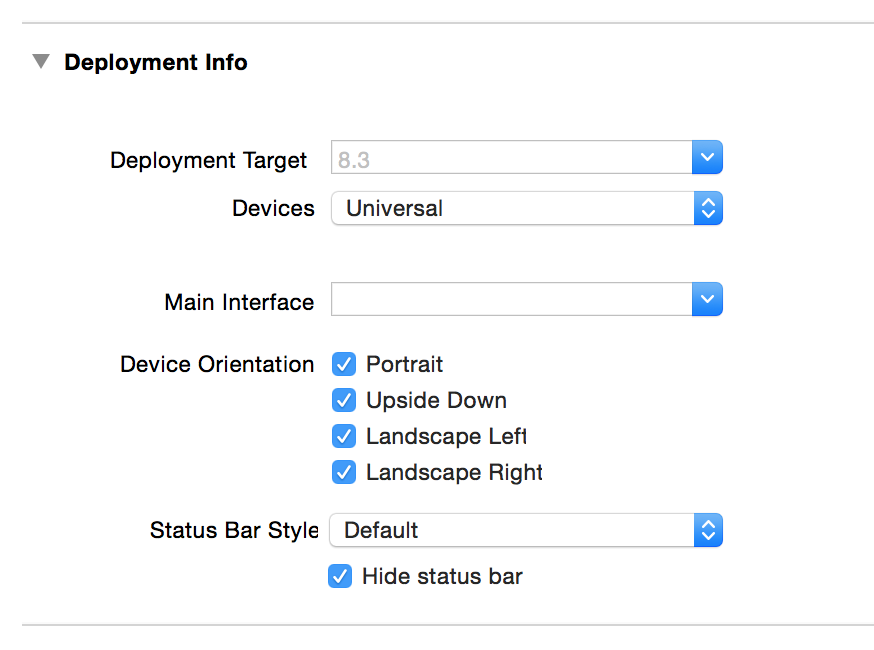 Deployment Info
Deployment Target 8.3
Devices Universal
Main Interface
Device Orientation Portrait
Upside Down
Landscape Left
Landscape Right
Status Bar Style Default
Hide status bar